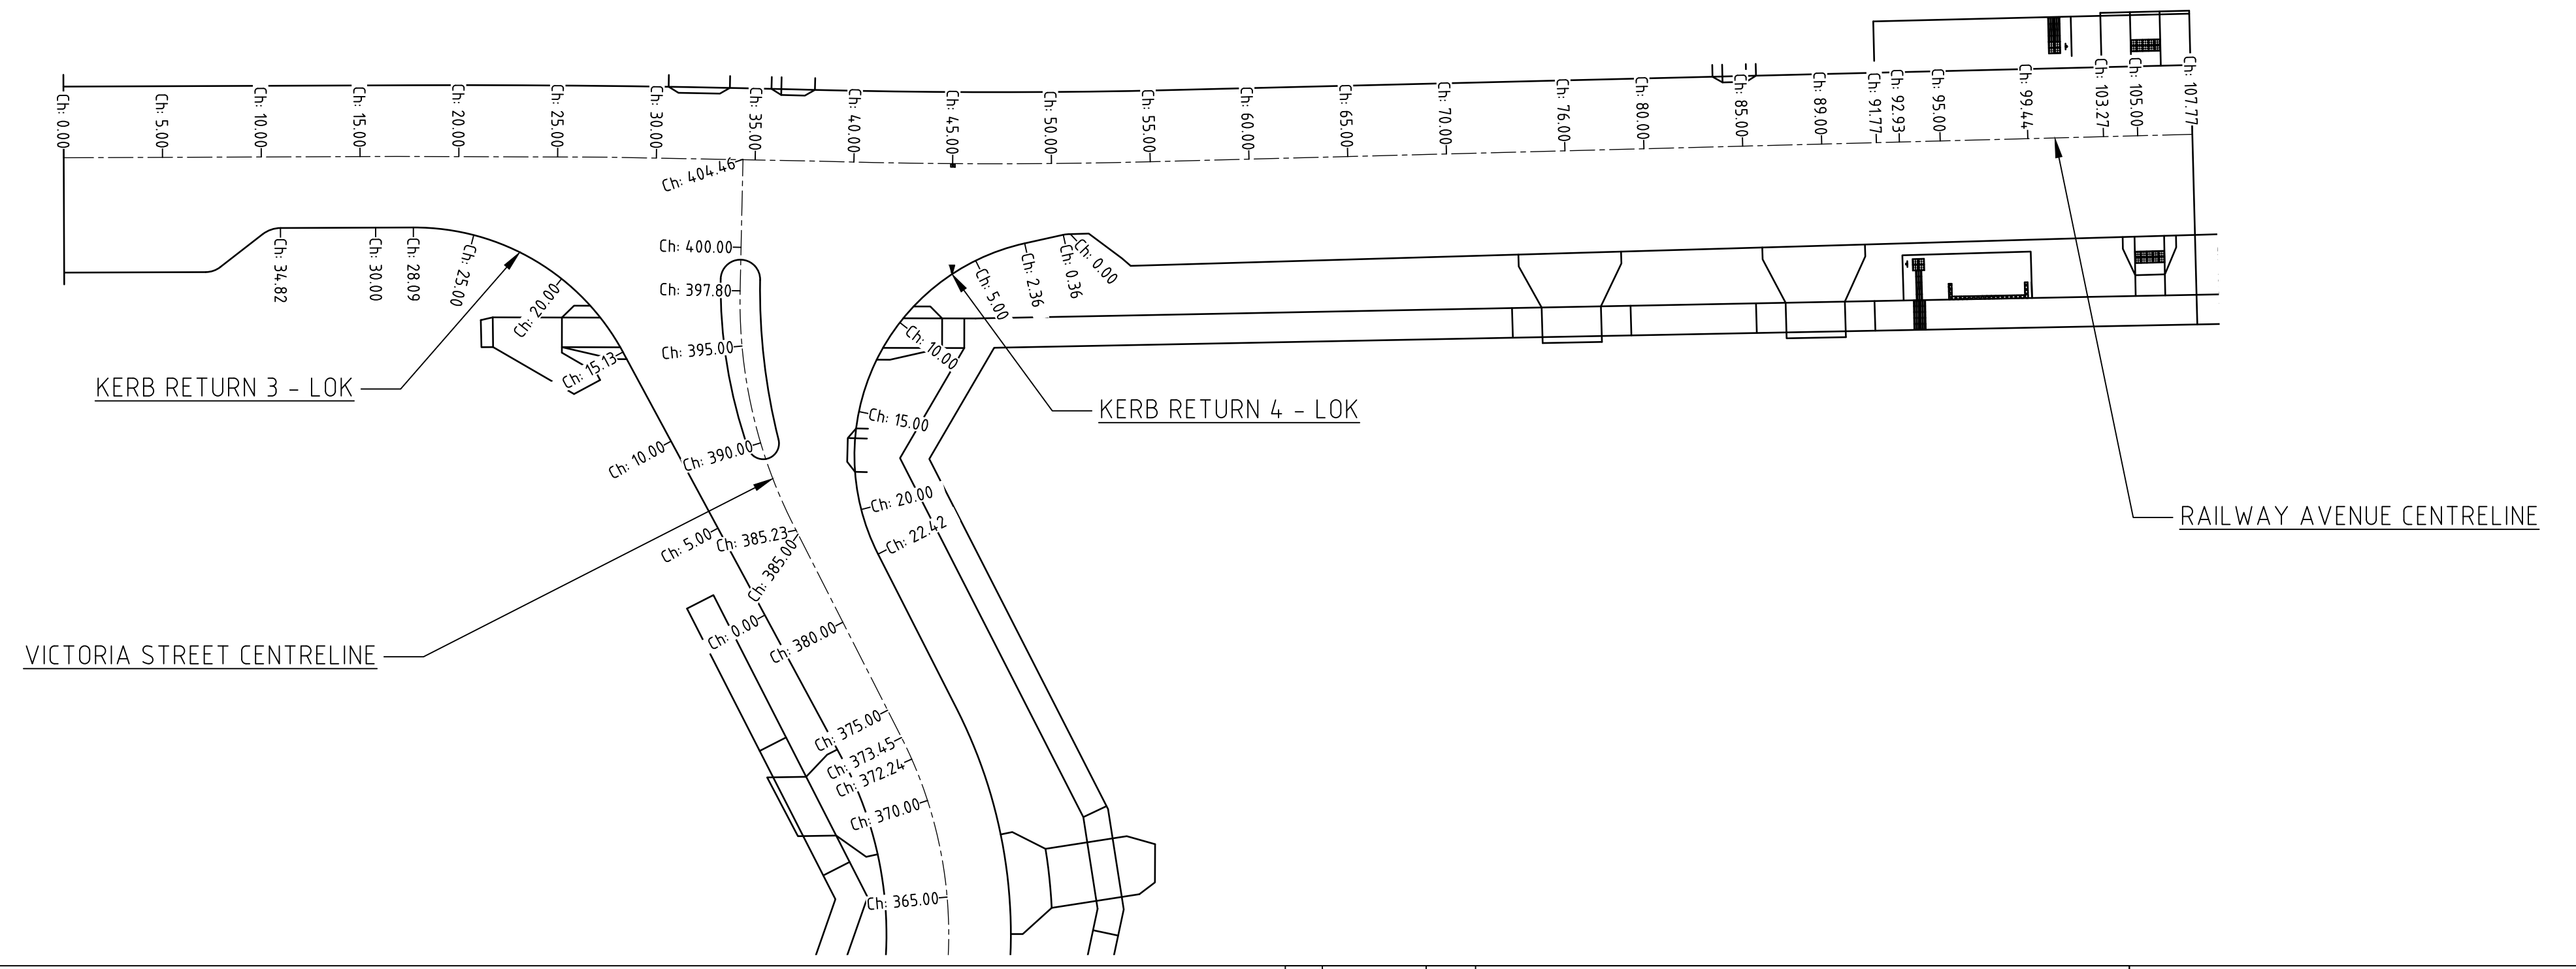 Ch: 0.00
Ch: 5.00
Ch: 10.00
Ch: 15.00
Ch: 20.00
Ch: 25.00
Ch: 30.00
Ch: 35.00
Ch: 40.00
Ch: 45.00
Ch: 50.00
Ch: 55.00
Ch: 60.00
Ch: 65.00
Ch: 70.00
Ch: 76.00
Ch: 80.00
Ch: 85.00
Ch: 89.00
Ch: 91.77
Ch: 92.93
Ch: 95.00
Ch: 99.44
Ch: 103.27
Ch: 105.00
Ch: 107.77
Ch: 404.46
Ch: 400.00
Ch: 397.80
Ch: 395.00
Ch: 390.00
Ch: 385.23
Ch: 385.00
Ch: 380.00
Ch: 375.00
Ch: 373.45
Ch: 372.24
Ch: 370.00
Ch: 365.00
Ch: 34.82
Ch: 30.00
Ch: 28.09
Ch: 25.00
Ch: 20.00
Ch: 15.13
Ch: 10.00
Ch: 5.00
Ch: 0.00
Ch: 0.00
Ch: 0.36
Ch: 2.36
Ch: 5.00
Ch: 10.00
Ch: 15.00
Ch: 20.00
Ch: 22.42
KERB RETURN 3 - LOK
KERB RETURN 4 - LOK
RAILWAY AVENUE CENTRELINE
VICTORIA STREET CENTRELINE